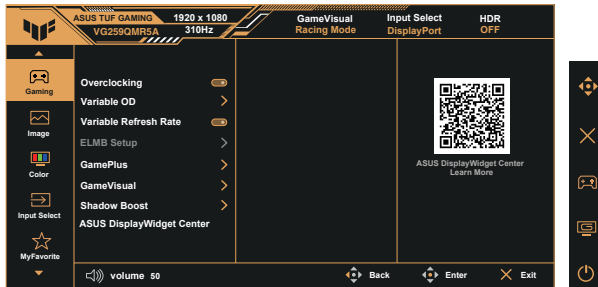 ASUS TUF GAMING 1920 x 1080
VG259QMR5A 310Hz
GameVisual
Racing Mode
Input Select
DisplayPort
HDR
OFF
Gaming
Image
Color
Input Select
MyFavorite
Overclocking
Variable OD
Variable Refresh Rate
ELMB Setup
GamePlus
GameVisual
Shadow Boost
ASUS DisplayWidget Center
ASUS DisplayWidget Center
Learn More
volume 50
Back
Enter
Exit